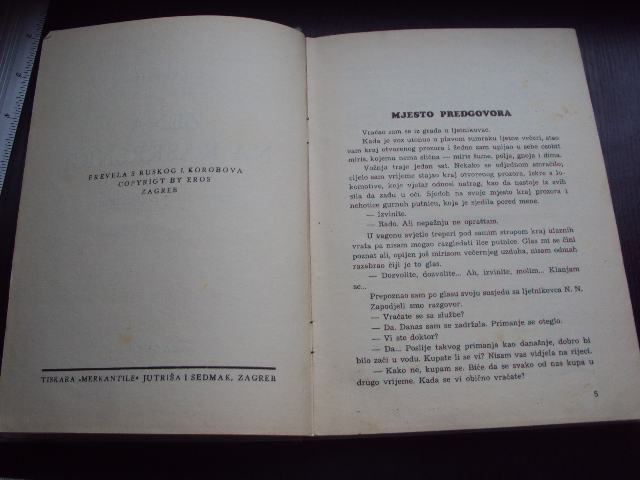 PREVELA S RUSKOG I. KOROBOVA
COPYRIGT BY EROS
ZAGREB
TISKARA »MERKANTILE« JUTRIŠA I SEDMAK, ZAGREB
MJESTO PREDGOVORA
Vraćao sam se iz grada u ljetnikovac.
Kada je voz utonuo u plavom sumraku ljetne večeri, stao
sam kraj otvorenog prozora i žedno sam upijao u sebe osobit
miris, kojemu nema slična — miris šume, polja, gnoja i dima.
Vožnja traje jedan sat. Nekako se odjednom smračilo,
cijelo sam vrijeme stajao kraj otvorenog prozora, iskre a lo-
komotive, koje vjetar odnosi natrag, kao da nastoje iz svih
sila da zađu u oči. Sjedoh na svoje mjesto kraj prozora i
nehotice gurnuh putnicu, koja je sjedila pored mene.
— Izvinite.
— Rado. Ali nepažnju ne opraštam.
U vagonu svjetlo treperi pod samim stropom kraj ulaznih
vrata pa nisam mogao razgledati lice putnice. Glas mi se čini
poznat ali, opijen još mirisom večernjeg uzduha, nisam odmah
razabrao čiji je to glas.
— Dozvolite, dozvolite... Ah, izvinite, molim... Klanjam
se...
Prepoznao sam po glasu svoju susjedu sa ljetnikovca N. N.
Zapodjeli smo razgovor.
— Vraćate se sa službe?
— Da. Danas sam se zadržala. Primanje se oteglo.
— Vi ste doktor?
— Da... Poslije takvog primanja kao današnje, dobro bi
bilo zaći u vodu. Kupate li se vi? Nisam vas vidjela na rijeci.
— Kako ne, kupam se. Biće da se svako od nas kupa u
drugo vrijeme. Kada se vi obično vraćate?
5